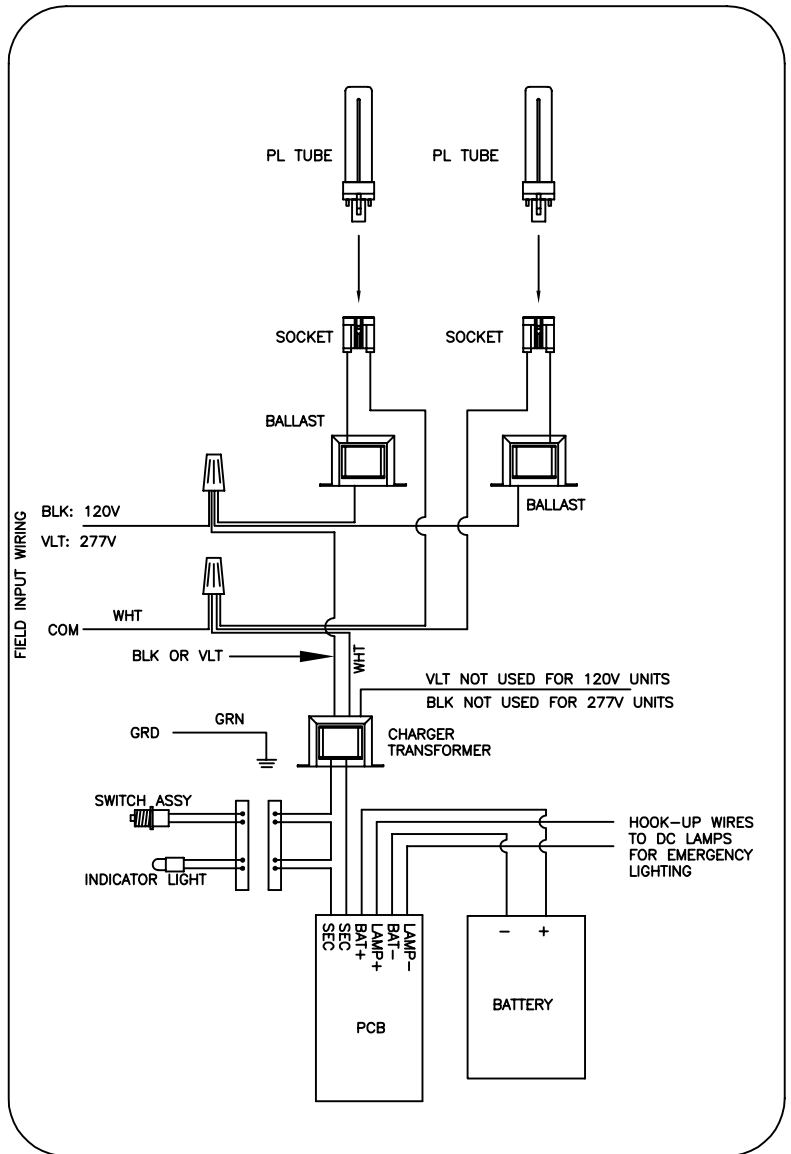 PL TUBE
PL TUBE
SOCKET
SOCKET
BALLAST
BALLAST
FIELD INPUT WIRING
BLK: 120V
VLT: 277V
WHT
COM
BLK OR VLT
WHT
VLT NOT USED FOR 120V UNITS
BLK NOT USED FOR 277V UNITS
GRN
GRD
CHARGER
TRANSFORMER
SWITCH ASSY
INDICATOR LIGHT
HOOK-UP WIRES
TO DC LAMPS
FOR EMERGENCY
LIGHTING
SEC
SEC
BAT+
LAMP+
BAT-
LAMP-
PCB
- +
BATTERY